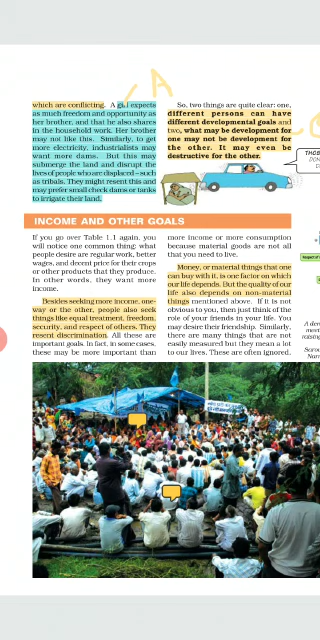 which are conflicting. A girl expects
as much freedom and opportunity as
her brother, and that he also shares
in the household work. Her brother
may not like this. Similarly, to get
more electricity, industrialists may
want more dams. But this may
submerge the land and disrupt the
lives of people who are displaced – such
as tribals. They might resent this and
may prefer small check dams or tanks
to irrigate their land.
So, two things are quite clear: one,
different persons can have
different developmental goals and
two, what may be development for
one may not be development for
the other. It may even be
destructive for the other.
INCOME AND OTHER GOALS
If you go over Table 1.1 again, you
will notice one common thing: what
people desire are regular work, better
wages, and decent price for their crops
or other products that they produce.
In other words, they want more
income.
Besides seeking more income, one-
way or the other, people also seek
things like equal treatment, freedom,
security, and respect of others. They
resent discrimination. All these are
important goals. In fact, in some cases,
these may be more important than
more income or more consumption
because material goods are not all
that you need to live.
Money, or material things that one
can buy with it, is one factor on which
our life depends. But the quality of our
life also depends on non-material
things mentioned above. If it is not
obvious to you, then just think of the
role of your friends in your life. You
may desire their friendship. Similarly,
there are many things that are not
easily measured but they mean a lot
to our lives. These are often ignored.
THOSE
DON
Respect of
A dem
meeti
raising
Saro
Nar